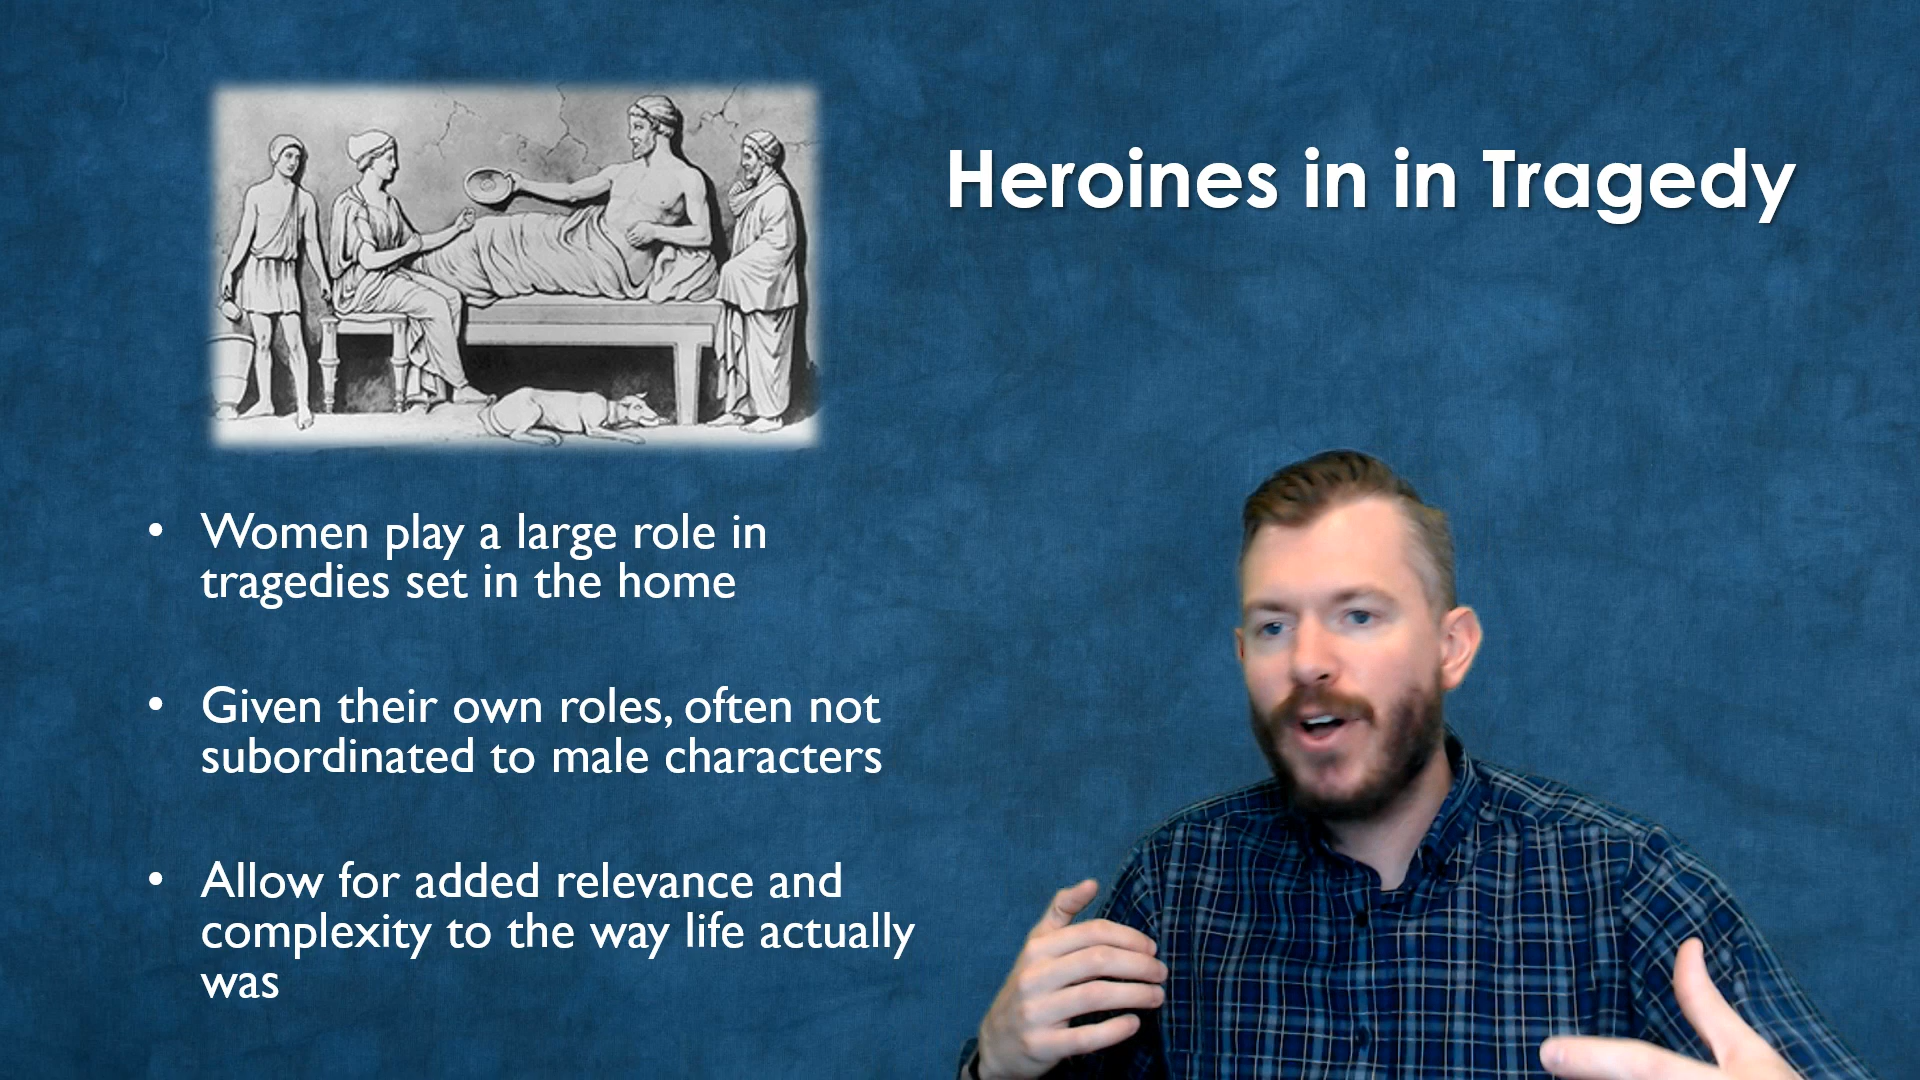 Heroines in in Tragedy
• Women play a large role in
tragedies set in the home
• Given their own roles, often not
subordinated to male characters
• Allow for added relevance and
complexity to the way life actually
was